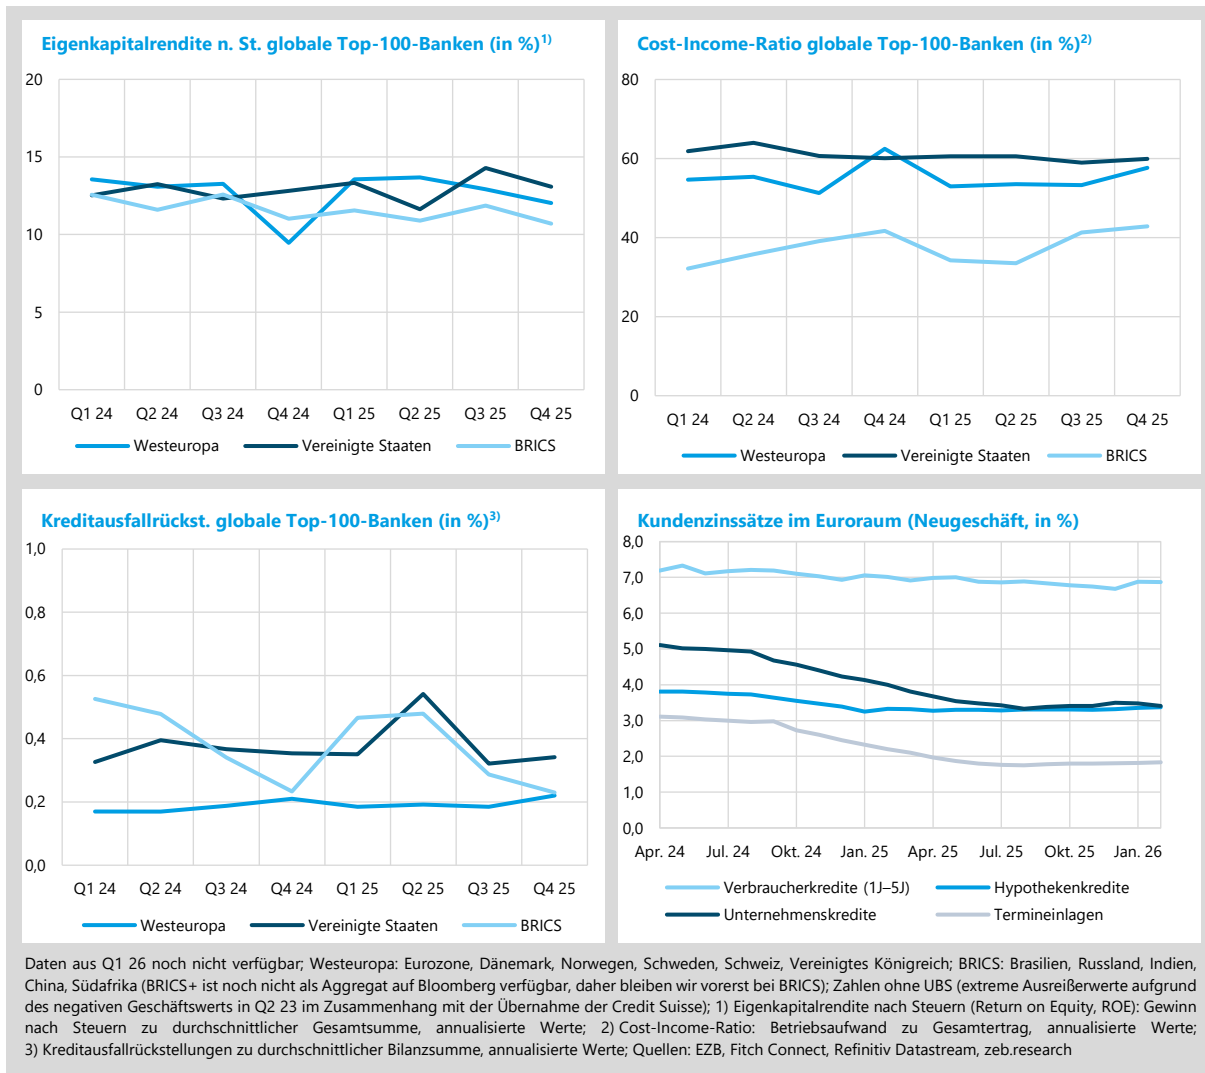 Eigenkapitalrendite n. St. globale Top-100-Banken (in %)1)
20
15
10
5
0
Q1 24 Q2 24 Q3 24 Q4 24 Q1 25 Q2 25 Q3 25 Q4 25
Westeuropa Vereinigte Staaten BRICS
Cost-Income-Ratio globale Top-100-Banken (in %)2)
80
60
40
20
0
Q1 24 Q2 24 Q3 24 Q4 24 Q1 25 Q2 25 Q3 25 Q4 25
Westeuropa Vereinigte Staaten BRICS
Kreditausfallrückst. globale Top-100-Banken (in %)3)
1,0
0,8
0,6
0,4
0,2
0,0
Q1 24 Q2 24 Q3 24 Q4 24 Q1 25 Q2 25 Q3 25 Q4 25
Westeuropa Vereinigte Staaten BRICS
Kundenzinssätze im Euroraum (Neugeschäft, in %)
8,0
7,0
6,0
5,0
4,0
3,0
2,0
1,0
0,0
Apr. 24 Jul. 24 Okt. 24 Jan. 25 Apr. 25 Jul. 25 Okt. 25 Jan. 26
Verbraucherkredite (1J–5J) Hypothekenkredite
Unternehmenskredite Termineinlagen
Daten aus Q1 26 noch nicht verfügbar; Westeuropa: Eurozone, Dänemark, Norwegen, Schweden, Schweiz, Vereinigtes Königreich; BRICS: Brasilien, Russland, Indien,
China, Südafrika (BRICS+ ist noch nicht als Aggregat auf Bloomberg verfügbar, daher bleiben wir vorerst bei BRICS); Zahlen ohne UBS (extreme Ausreißerwerte aufgrund
des negativen Geschäftswerts in Q2 23 im Zusammenhang mit der Übernahme der Credit Suisse); 1) Eigenkapitalrendite nach Steuern (Return on Equity, ROE): Gewinn
nach Steuern zu durchschnittlicher Gesamtsumme, annualisierte Werte; 2) Cost-Income-Ratio: Betriebsaufwand zu Gesamtertrag, annualisierte Werte;
3) Kreditausfallrückstellungen zu durchschnittlicher Bilanzsumme, annualisierte Werte; Quellen: EZB, Fitch Connect, Refinitiv Datastream, zeb.research